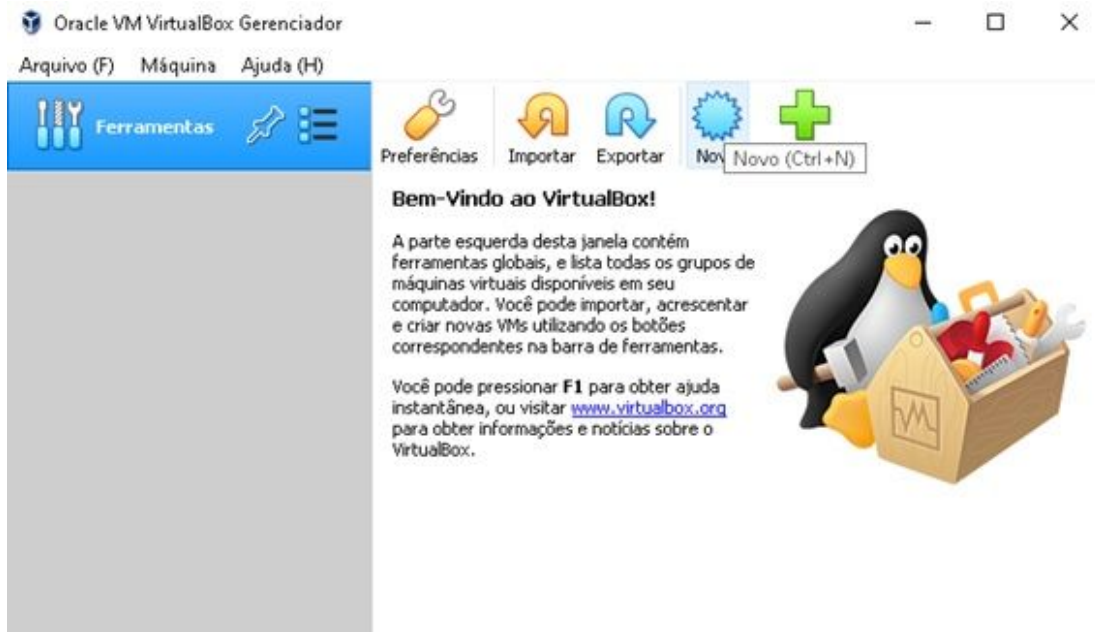 Oracle VM VirtualBox Gerenciador
Arquivo (F) Máquina Ajuda (H)
Ferramentas
Preferências Importar Exportar Nov
Novo (Ctrl+N)
Bem-Vindo ao VirtualBox!
A parte esquerda desta janela contém
ferramentas globais, e lista todas os grupos de
máquinas virtuais disponíveis em seu
computador. Você pode importar, acrescentar
e criar novas VMs utilizando os botões
correspondentes na barra de ferramentas.
Você pode pressionar F1 para obter ajuda
instantânea, ou visitar www.virtualbox.org
para obter informações e notícias sobre o
VirtualBox.